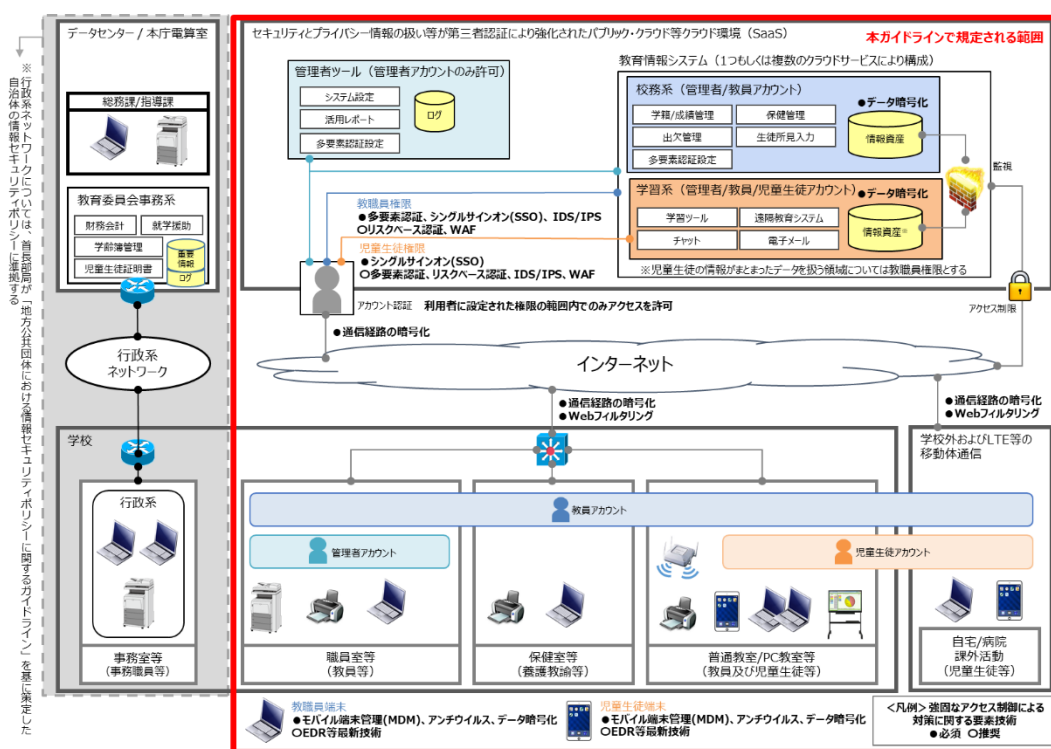 データセンター / 本庁電算室
総務課/指導課
教育委員会事務系
財務会計
就学援助
学齢簿管理
児童生徒証明書
重要
情報
ログ
※行政系ネットワークについては、首長部局が「地方公共団体における情報セキュリティポリシーに関するガイドライン」を基に策定した
自治体の情報セキュリティポリシーに準拠する
行政系
ネットワーク
セキュリティとプライバシー情報の扱い等が第三者認証により強化されたパブリック・クラウド等クラウド環境（SaaS）
本ガイドラインで規定される範囲
管理者ツール（管理者アカウントのみ許可）
システム設定
活用レポート
多要素認証設定
ログ
教育情報システム（1つもしくは複数のクラウドサービスにより構成）
校務系（管理者/教員アカウント）
●データ暗号化
学籍/成績管理
保健管理
出欠管理
生徒所見入力
多要素認証設定
情報資産
監視
学習系（管理者/教員/児童生徒アカウント）
●データ暗号化
学習ツール
遠隔教育システム
チャット
電子メール
情報資産※
※児童生徒の情報がまとまったデータを扱う領域については教職員権限とする
教職員権限
●多要素認証、シングルサインオン(SSO)、IDS/IPS
○リスクベース認証、WAF
児童生徒権限
●シングルサインオン(SSO)
○多要素認証、リスクベース認証、IDS/IPS、WAF
アカウント認証
利用者に設定された権限の範囲内でのみアクセスを許可
アクセス制限
●通信経路の暗号化
インターネット
●通信経路の暗号化
●Webフィルタリング
●通信経路の暗号化
●Webフィルタリング
学校
学校外およびLTE等の
移動体通信
行政系
教員アカウント
管理者アカウント
児童生徒アカウント
事務室等
（事務職員等）
職員室等
（教員等）
保健室等
（養護教諭等）
普通教室/PC教室等
（教員及び児童生徒等）
自宅/病院
課外活動
（児童生徒等）
教職員端末
●モバイル端末管理(MDM)、アンチウイルス、データ暗号化
○EDR等最新技術
児童生徒端末
●モバイル端末管理(MDM)、アンチウイルス、データ暗号化
○EDR等最新技術
＜凡例＞強固なアクセス制御による
対策に関する要素技術
●必須 ○推奨